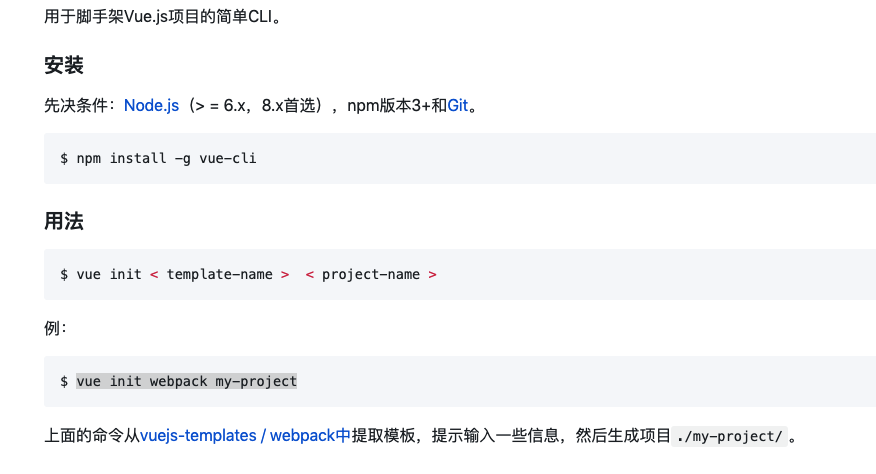 用于脚手架Vue.js项目的简单CLI。
安装
先决条件：Node.js（> = 6.x，8.x首选），npm版本3+和Git。
$ npm install -g vue-cli
用法
$ vue init < template-name >  < project-name >
例：
$ vue init webpack my-project
上面的命令从vuejs-templates / webpack中提取模板，提示输入一些信息，然后生成项目 ./my-project/ 。